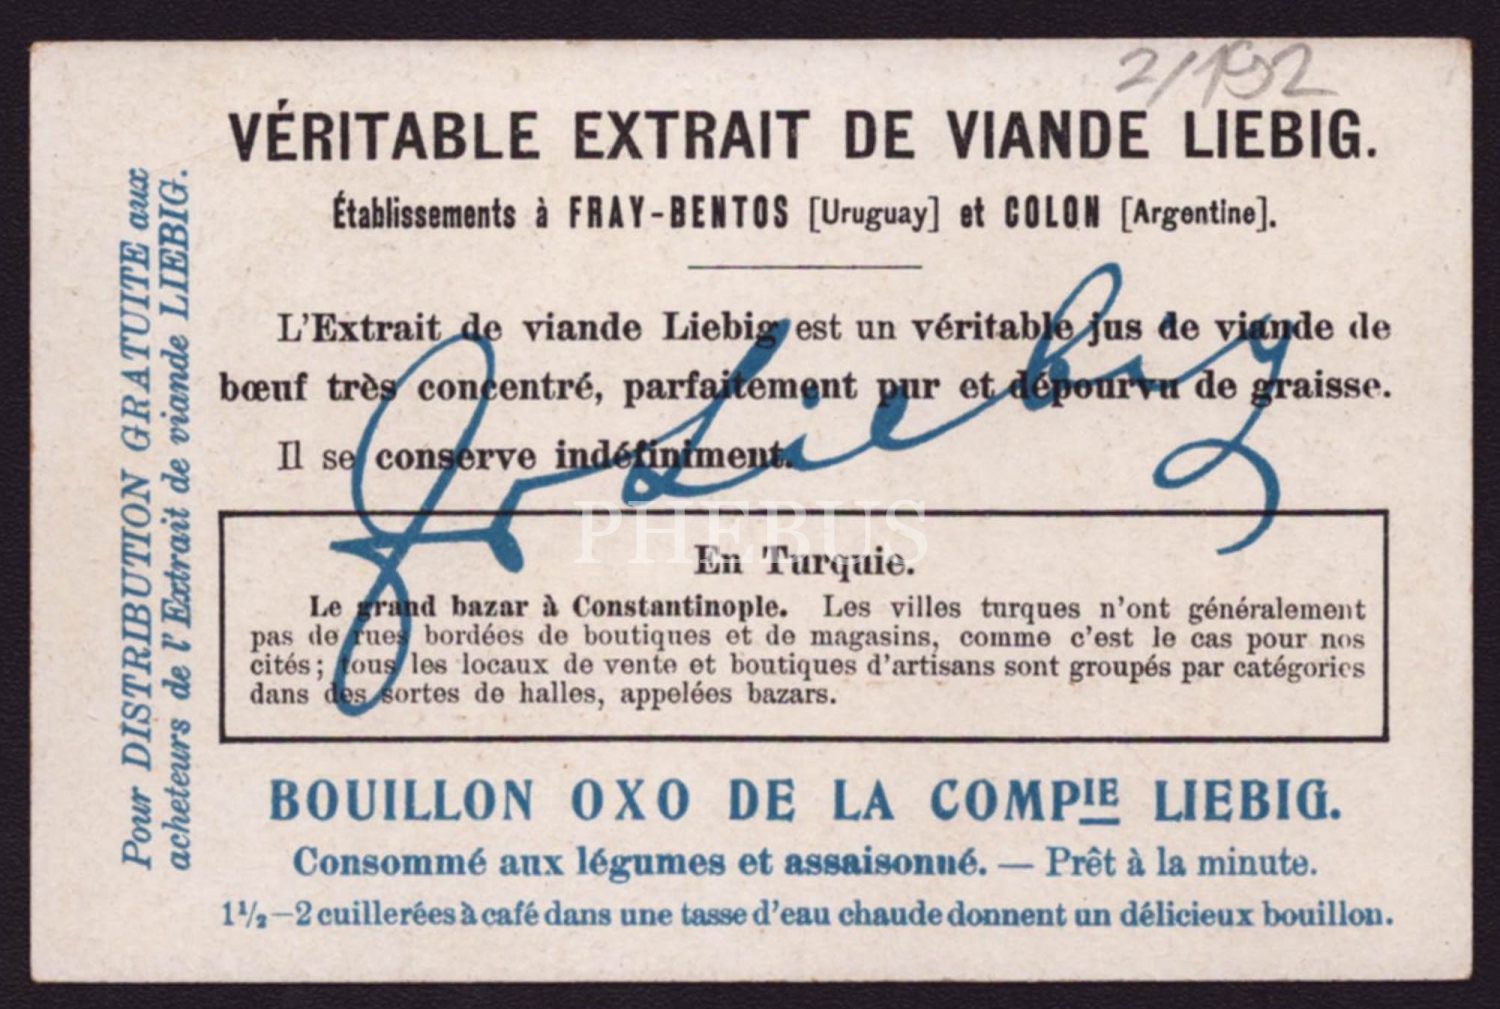 2/192
VÉRITABLE EXTRAIT DE VIANDE LIEBIG.
Établissements à FRAY-BENTOS [Uruguay] et COLON [Argentine].
L'Extrait de viande Liebig est un véritable jus de viande de
bœuf très concentré, parfaitement pur et dépourvu de graisse.
Il se conserve indéfiniment.
J v Liebig
PHEBUS
En Turquie.
Le grand bazar à Constantinople. Les villes turques n'ont généralement
pas de rues bordées de boutiques et de magasins, comme c'est le cas pour nos
cités; tous les locaux de vente et boutiques d'artisans sont groupés par catégories
dans des sortes de halles, appelées bazars.
BOUILLON OXO DE LA COMPIE LIEBIG.
Consommé aux légumes et assaisonné. — Prêt à la minute.
1 1/2—2 cuillerées à café dans une tasse d'eau chaude donnent un délicieux bouillon.
Pour DISTRIBUTION GRATUITE aux
acheteurs de l'Extrait de viande LIEBIG.